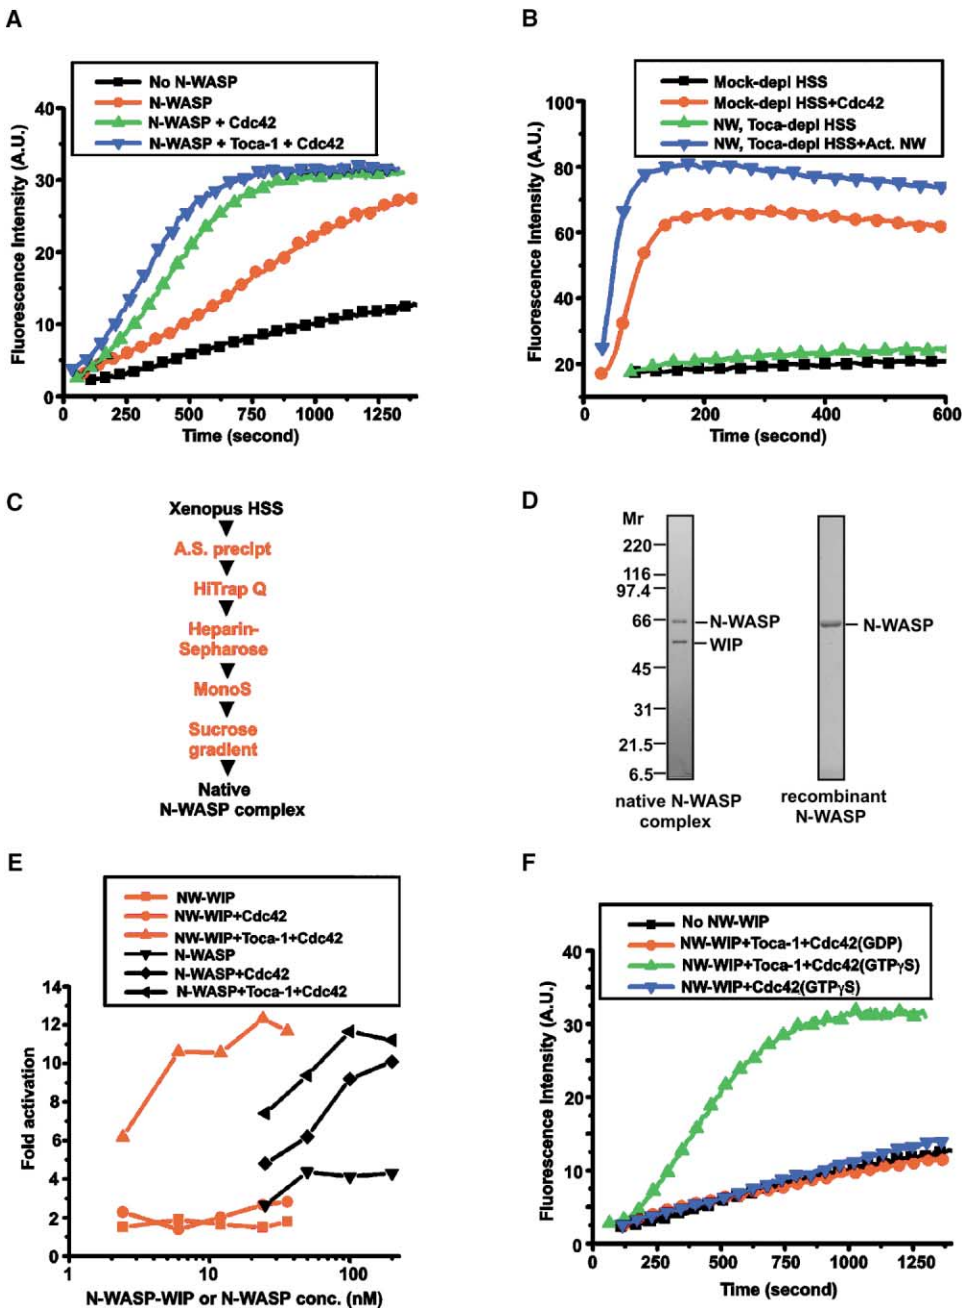 A
No N-WASP
N-WASP
N-WASP + Cdc42
N-WASP + Toca-1 + Cdc42
Fluorescence Intensity (A.U.)
40
30
20
10
0
0 250 500 750 1000 1250
Time (second)
B
Mock-depl HSS
Mock-depl HSS+Cdc42
NW, Toca-depl HSS
NW, Toca-depl HSS+Act. NW
Fluorescence Intensity (A.U.)
100
80
60
40
20
0 200 400 600
Time (second)
C
Xenopus HSS
A.S. precipt
HiTrap Q
Heparin-
Sepharose
MonoS
Sucrose
gradient
Native
N-WASP complex
D
Mr
220
116
97.4
66
45
31
21.5
6.5
N-WASP
WIP
native N-WASP
complex
N-WASP
recombinant
N-WASP
E
NW-WIP
NW-WIP+Cdc42
NW-WIP+Toca-1+Cdc42
N-WASP
N-WASP+Cdc42
N-WASP+Toca-1+Cdc42
Fold activation
14
12
10
8
6
4
2
0
1 10 100
N-WASP-WIP or N-WASP conc. (nM)
F
No NW-WIP
NW-WIP+Toca-1+Cdc42(GDP)
NW-WIP+Toca-1+Cdc42(GTPγS)
NW-WIP+Cdc42(GTPγS)
Fluorescence Intensity (A.U.)
40
30
20
10
0
0 250 500 750 1000 1250
Time (second)